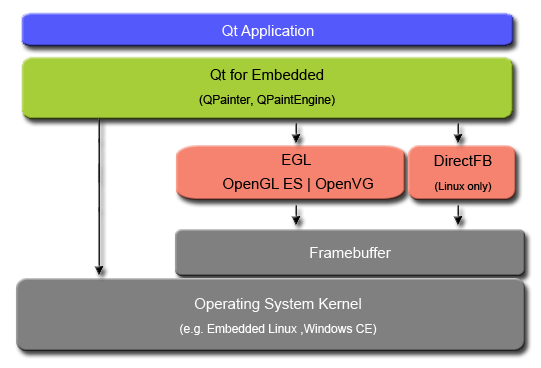 Qt Application
Qt for Embedded
(QPainter, QPaintEngine)
EGL
OpenGL ES | OpenVG
DirectFB
(Linux only)
Framebuffer
Operating System Kernel
(e.g. Embedded Linux ,Windows CE)